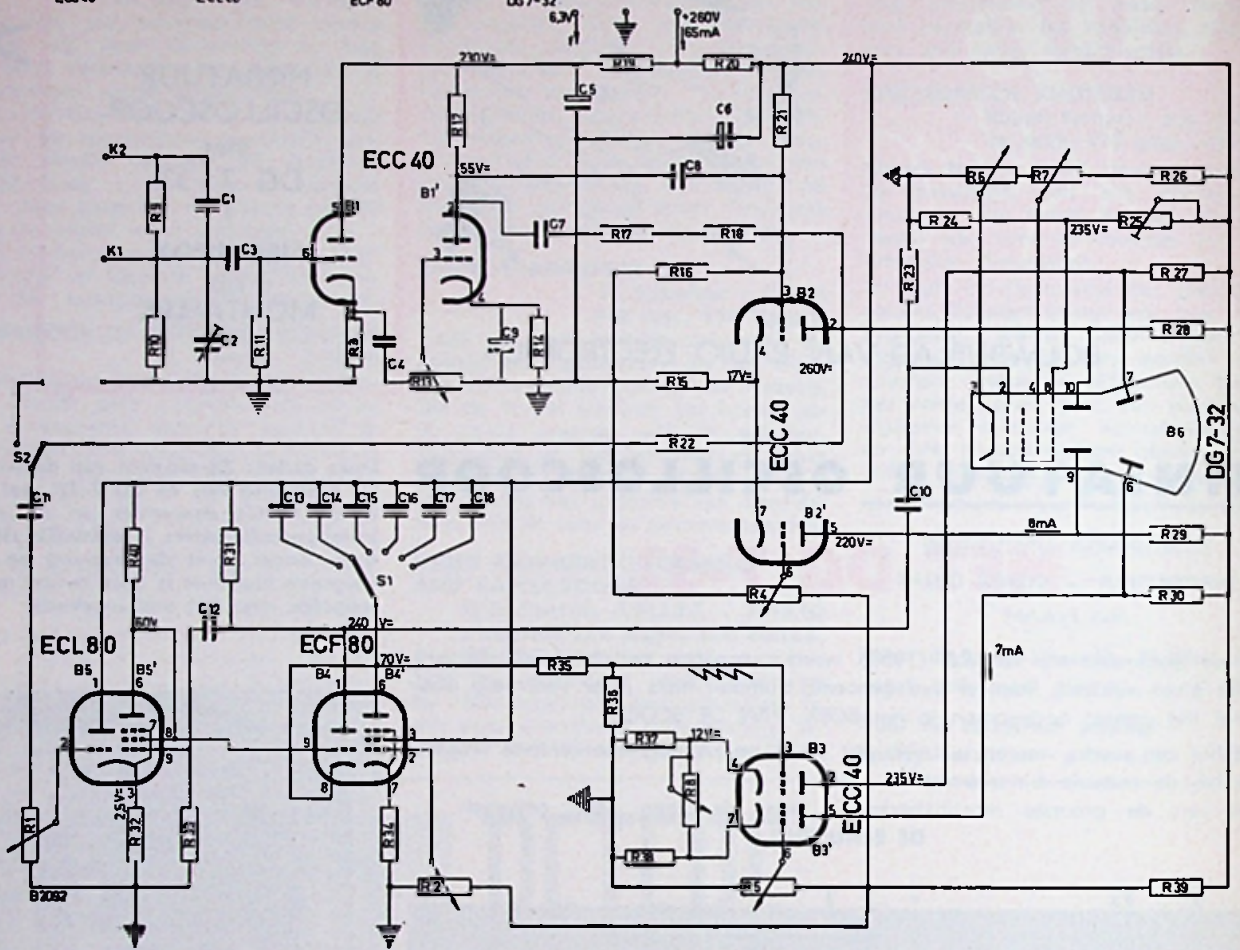 ECF80
DG7-32
6,3V
+260V
65mA
230V=
R19
R20
240V=
C5
C6
R12
R21
ECC40
K2
55V=
C8
R9
C1
B1'
B1
R6
R7
R26
R24
235V=
R25
C7
R17
R18
K1
C3
6
3
R16
R23
R27
4
3
B2
2
R28
R10
C2
R11
R8
C4
C9
R14
4
260V=
R13
R15
17V=
3
2
4
8
10
7
B6
DG7-32
ECC40
S2
R22
9
6
C11
C13
C14
C15
C16
C17
C18
7
B2'
5
C10
8mA
R29
R40
R31
220V=
6
S1
R4
R30
60V
C12
240
V=
ECL80
ECF80
B5
B5'
B4
70V=
B4'
R35
7mA
1
6
1
6
R36
2
7
8
9
9
3
2
R37
12V=
3
B3
4
2
235V=
3
8
7
R8
ECC40
25V=
7
5
B3'
R1
R32
R33
R34
R38
6
B2092
R2
R5
R39